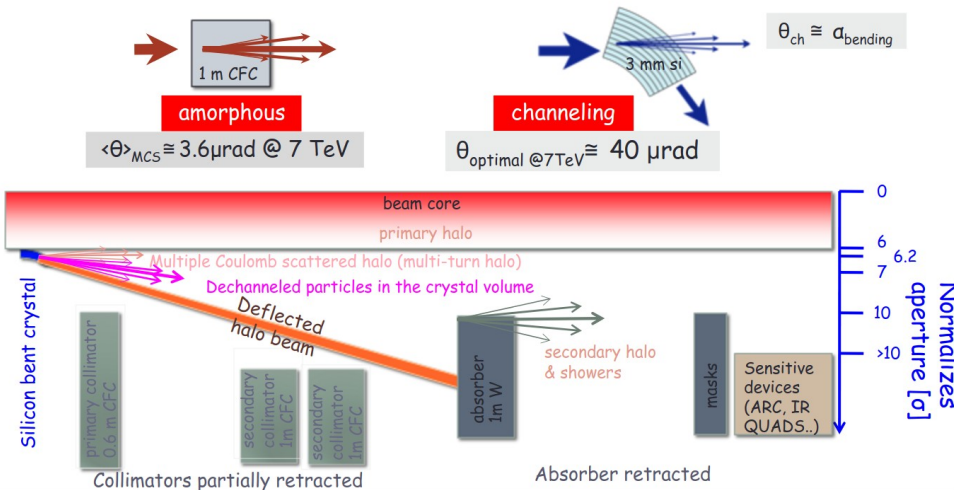 1 m CFC
amorphous
<θ>MCS ≅ 3.6μrad @ 7 TeV
3 mm si
θch ≅ αbending
channeling
θoptimal @7TeV ≅ 40 μrad
0
beam core
primary halo
6
6.2
7
10
>10
Normalizes
aperture [σ]
Silicon bent crystal
Multiple Coulomb scattered halo (multi-turn halo)
Dechanneled particles in the crystal volume
Deflected
halo beam
primary collimator
0.6 m CFC
secondary
collimator
1m CFC
secondary
collimator
1m CFC
absorber
1m W
secondary halo
& showers
masks
Sensitive
devices
(ARC, IR
QUADS..)
Collimators partially retracted
Absorber retracted